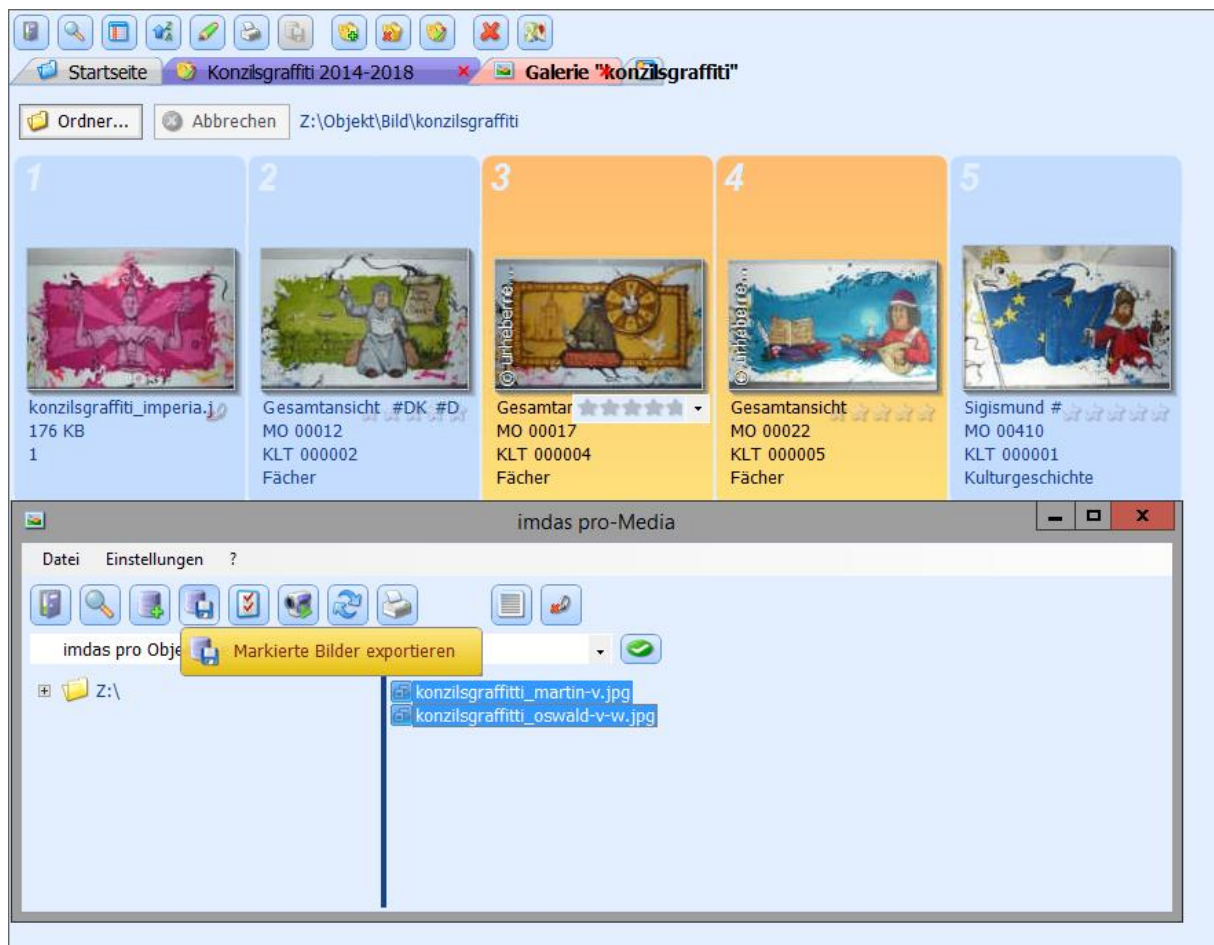 Startseite
Konzilsgraffiti 2014-2018
Galerie "konzilsgraffiti"
Ordner...
Abbrechen
Z:\Objekt\Bild\konzilsgraffiti
1
2
3
4
5
© urheberre...
© urheberre...
konzilsgraffiti_imperia.j
176 KB
1
Gesamtansicht #DK #D
MO 00012
KLT 000002
Fächer
Gesamtar
MO 00017
KLT 000004
Fächer
Gesamtansicht
MO 00022
KLT 000005
Fächer
Sigismund #
MO 00410
KLT 000001
Kulturgeschichte
imdas pro-Media
Datei Einstellungen ?
imdas pro Obje
Markierte Bilder exportieren
Z:\
konzilsgraffitti_martin-v.jpg
konzilsgraffitti_oswald-v-w.jpg